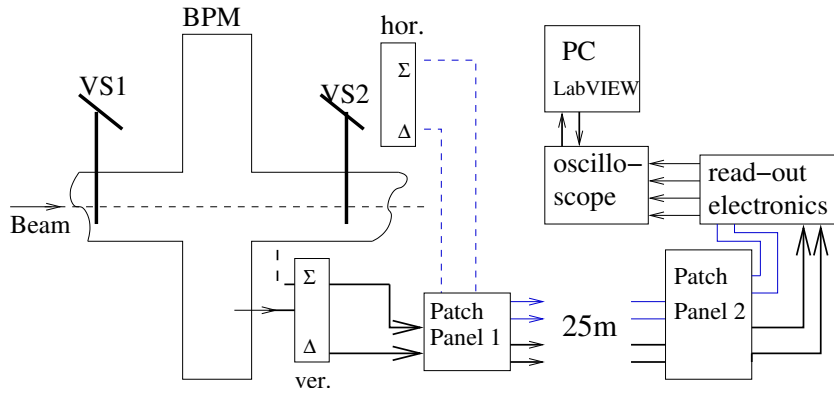 BPM
hor.
VS1
VS2
Σ
Δ
PC
LabVIEW
oscillo-
scope
read-out
electronics
Beam
Σ
Δ
ver.
Patch
Panel 1
25m
Patch
Panel 2